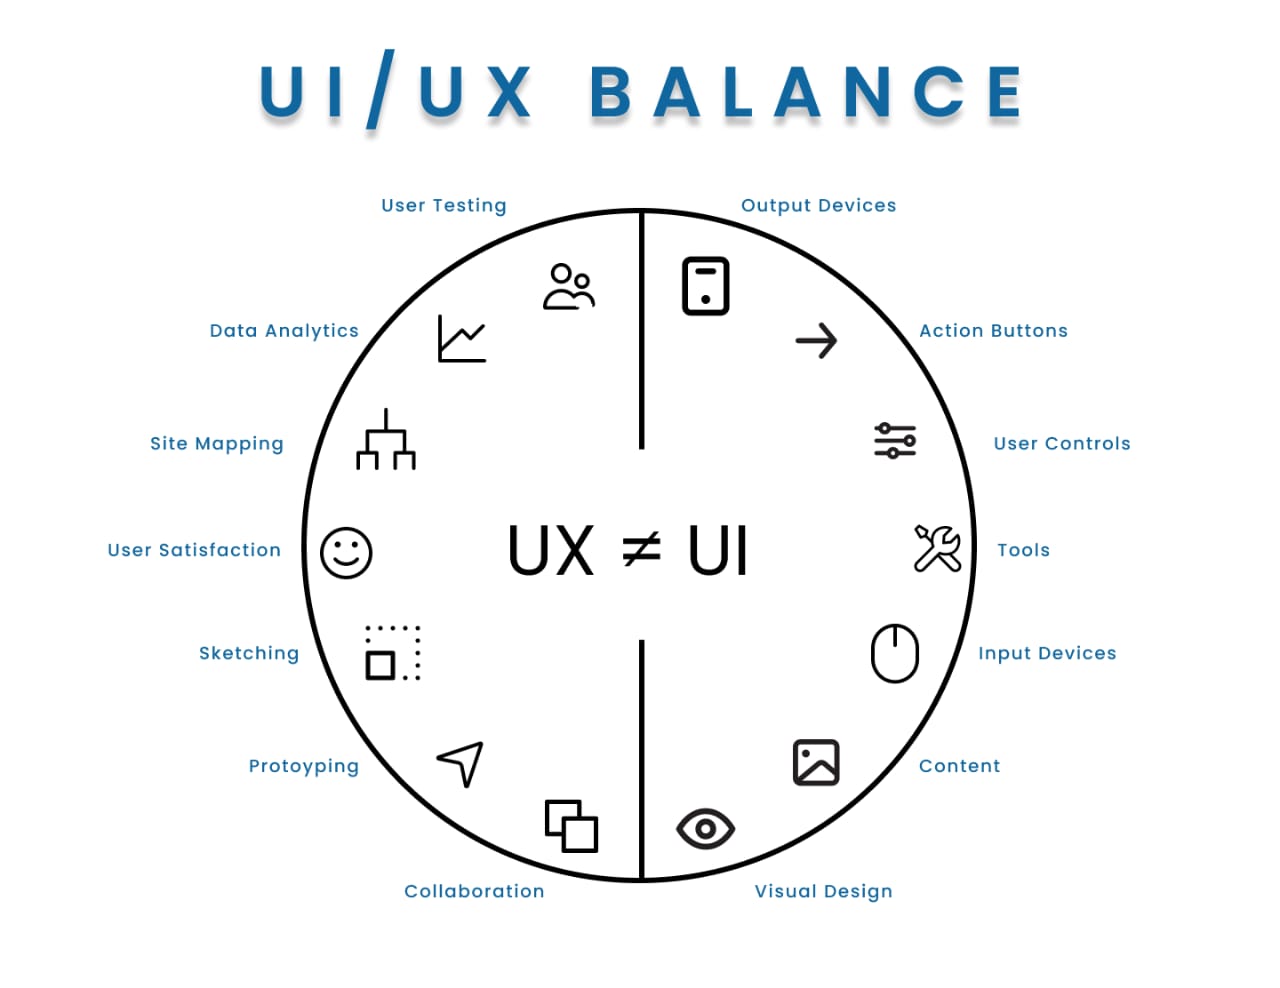 UI/UX BALANCE
User Testing
Output Devices
Data Analytics
Action Buttons
Site Mapping
User Controls
User Satisfaction
UX ≠ UI
Tools
Sketching
Input Devices
Protoyping
Content
Collaboration
Visual Design